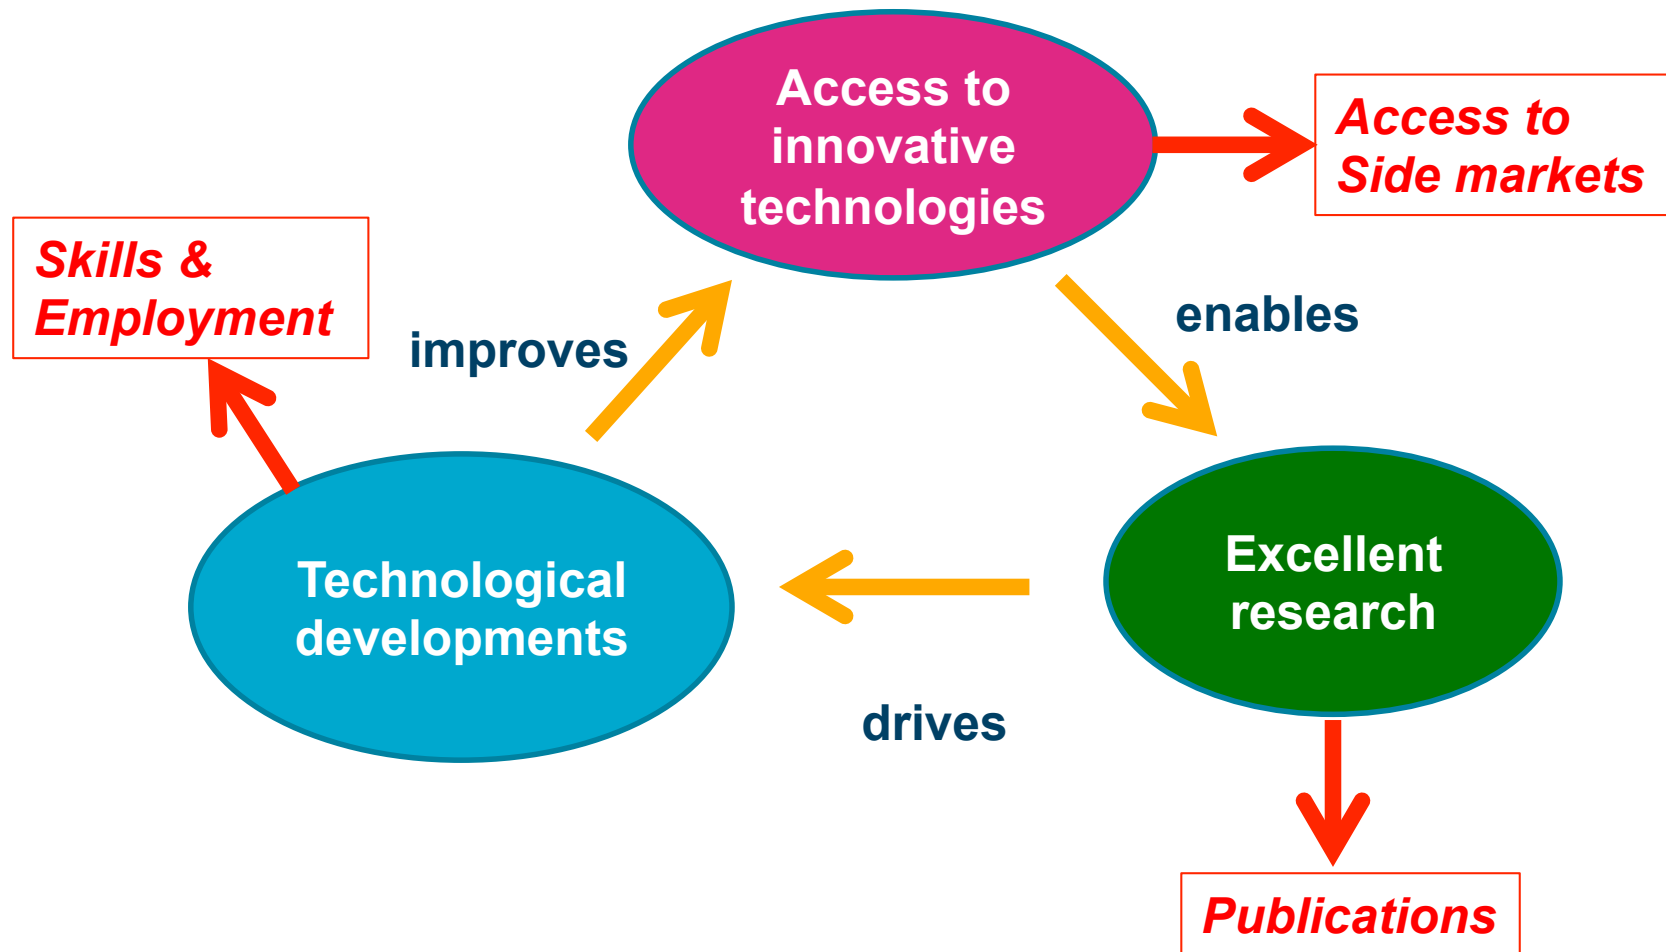 Access to
innovative
technologies
Access to
Side markets
Skills &
Employment
improves
enables
Technological
developments
Excellent
research
drives
Publications